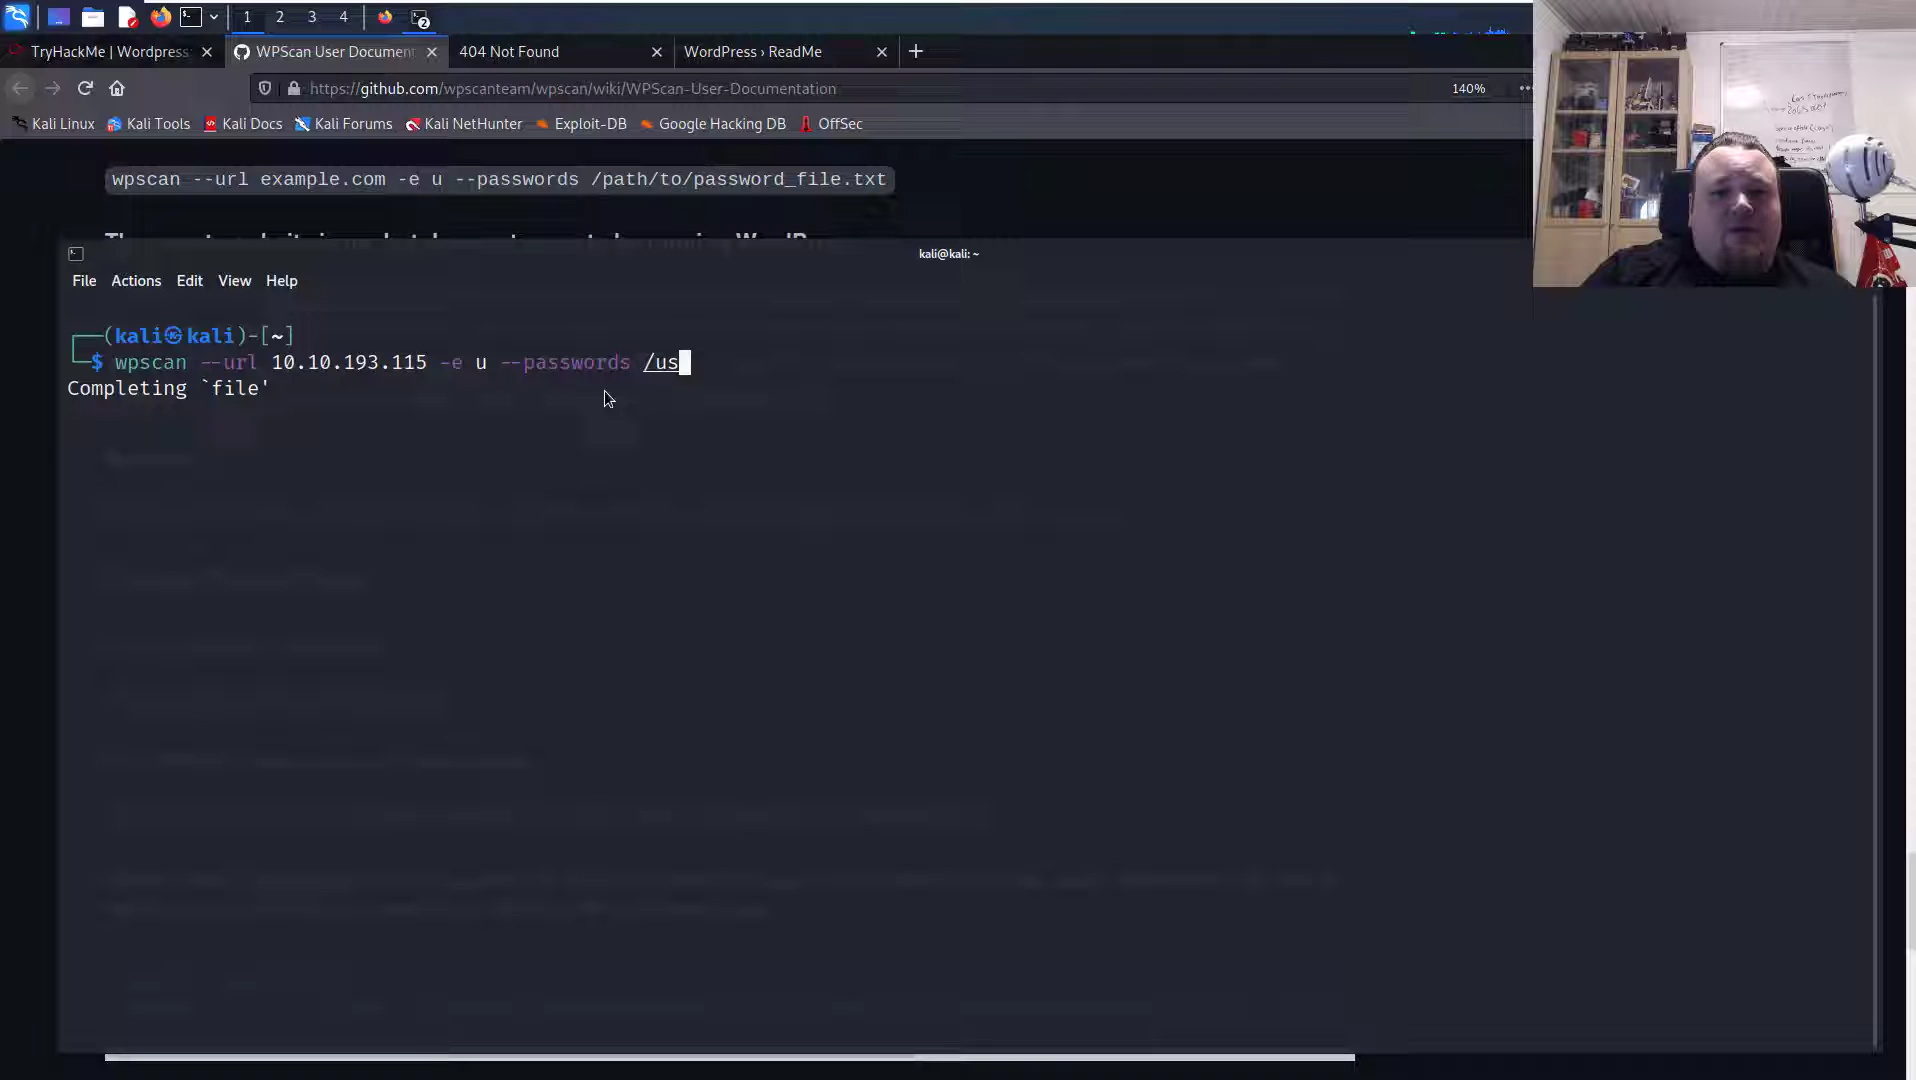 1 2 3 4 2
TryHackMe | Wordpress:
WPScan User Document
404 Not Found
WordPress › ReadMe
https://github.com/wpscanteam/wpscan/wiki/WPScan-User-Documentation
140%
Kali Linux Kali Tools Kali Docs Kali Forums Kali NetHunter Exploit-DB Google Hacking DB OffSec
wpscan --url example.com -e u --passwords /path/to/password_file.txt
kali@kali: ~
File Actions Edit View Help
┌──(kali㉿kali)-[~]
└─$ wpscan --url 10.10.193.115 -e u --passwords /us
Completing `file'